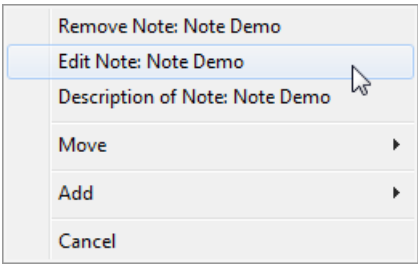 Remove Note: Note Demo
Edit Note: Note Demo
Description of Note: Note Demo
Move
Add
Cancel